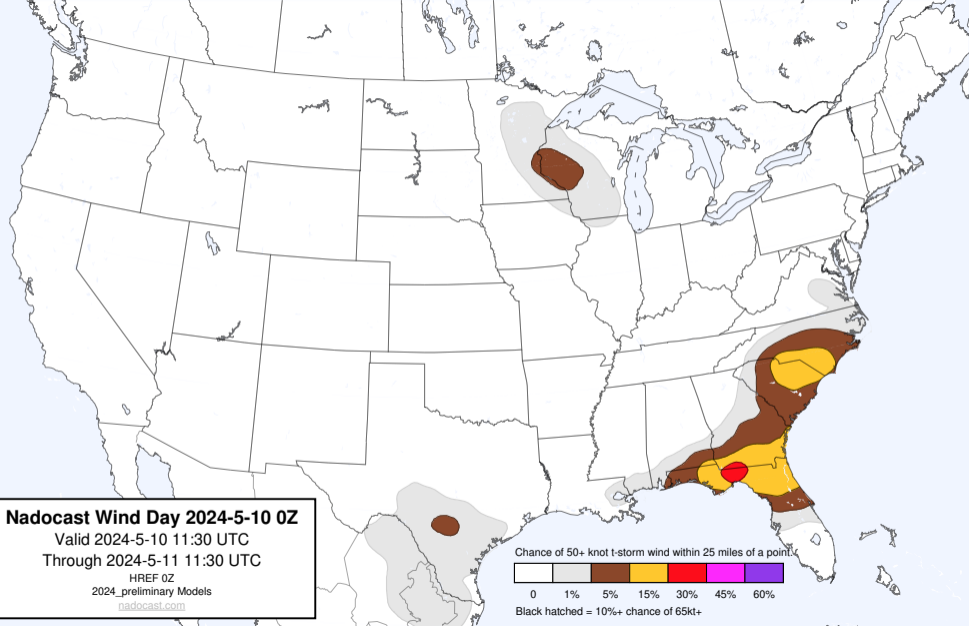 Nadocast Wind Day 2024-5-10 0Z
Valid 2024-5-10 11:30 UTC
Through 2024-5-11 11:30 UTC
HREF 0Z
2024_preliminary Models
nadocast.com
Chance of 50+ knot t-storm wind within 25 miles of a point.
0 1% 5% 15% 30% 45% 60%
Black hatched = 10%+ chance of 65kt+